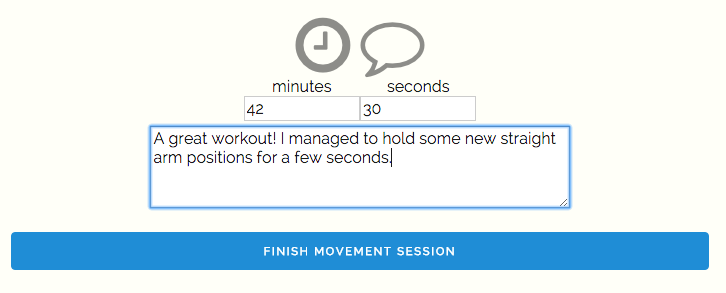 minutes seconds
42 30
A great workout! I managed to hold some new straight
arm positions for a few seconds.
FINISH MOVEMENT SESSION